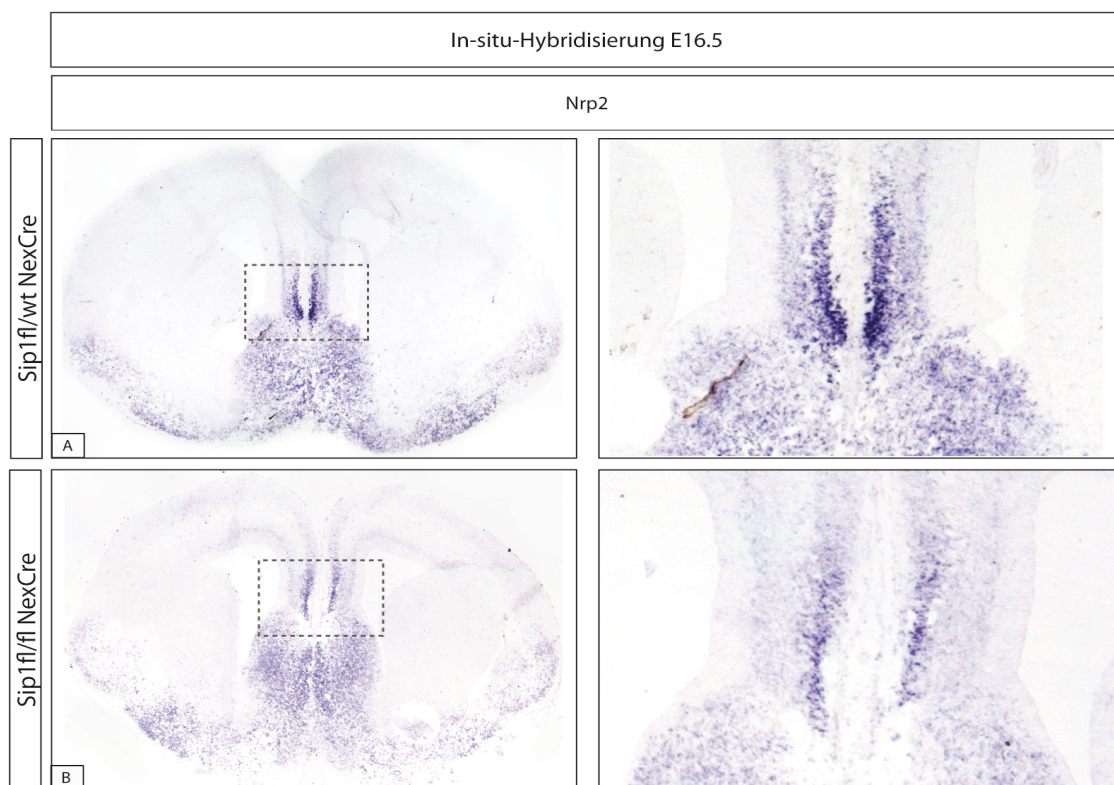 In-situ-Hybridisierung E16.5
Nrp2
Sip1fl/wt NexCre
A
Sip1fl/fl NexCre
B